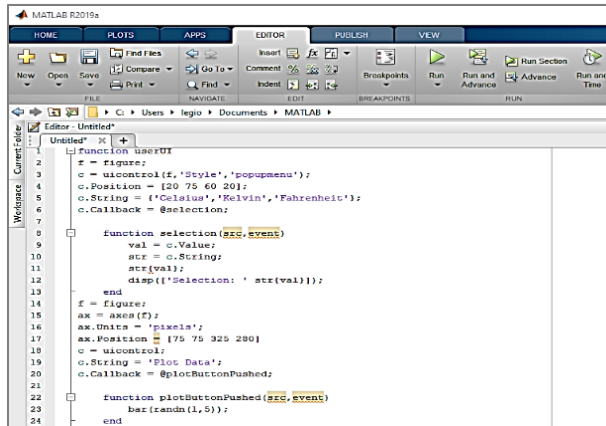 MATLAB R2019a
HOME PLOTS APPS EDITOR PUBLISH VIEW
New Open Save Find Files Compare Print Go To Find Insert fx Comment Indent Breakpoints Run Run and Advance Run Section Advance Run and Time
FILE NAVIGATE EDIT BREAKPOINTS RUN
C: Users legio Documents MATLAB
Current Folder
Workspace
Editor - Untitled*
Untitled* +
1 function userUI
2 f = figure;
3 c = uicontrol(f,'Style','popupmenu');
4 c.Position = [20 75 60 20];
5 c.String = {'Celsius','Kelvin','Fahrenheit'};
6 c.Callback = @selection;
7
8 function selection(src,event)
9 val = c.Value;
10 str = c.String;
11 str{val};
12 disp(['Selection: ' str{val}]);
13 end
14 f = figure;
15 ax = axes(f);
16 ax.Units = 'pixels';
17 ax.Position = [75 75 325 280]
18 c = uicontrol;
19 c.String = 'Plot Data';
20 c.Callback = @plotButtonPushed;
21
22 function plotButtonPushed(src,event)
23 bar(randn(1,5));
24 end